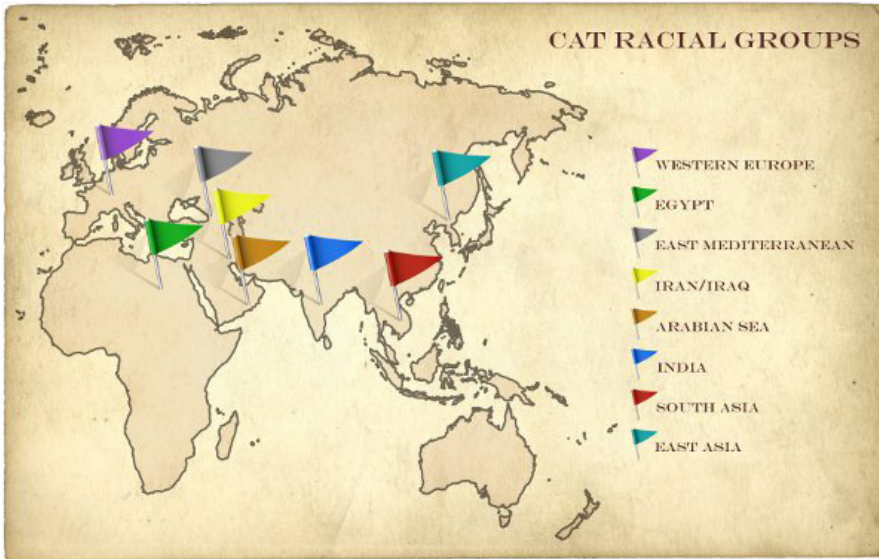 CAT RACIAL GROUPS
WESTERN EUROPE
EGYPT
EAST MEDITERRANEAN
IRAN/IRAQ
ARABIAN SEA
INDIA
SOUTH ASIA
EAST ASIA